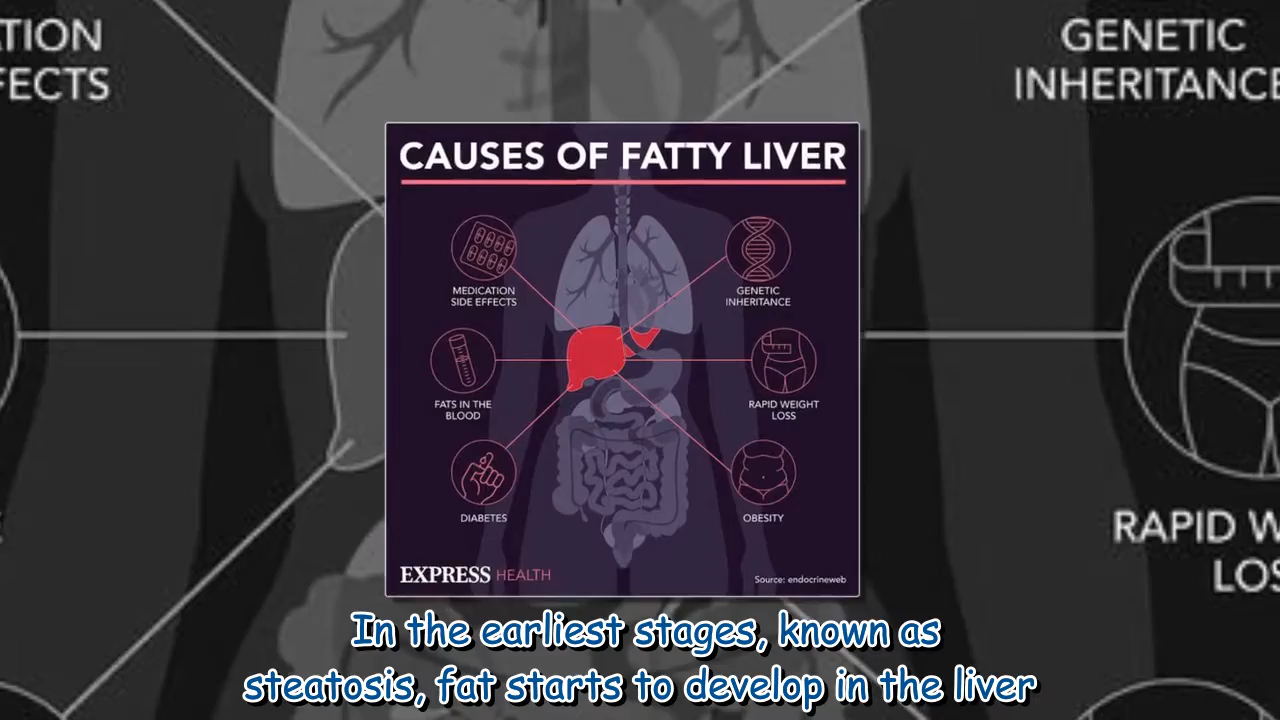 TION
FECTS
GENETIC
INHERITANCE
CAUSES OF FATTY LIVER
MEDICATION
SIDE EFFECTS
GENETIC
INHERITANCE
FATS IN THE
BLOOD
RAPID WEIGHT
LOSS
DIABETES
OBESITY
RAPID W
LOS
EXPRESS HEALTH
Source: endocrineweb
In the earliest stages, known as
steatosis, fat starts to develop in the liver